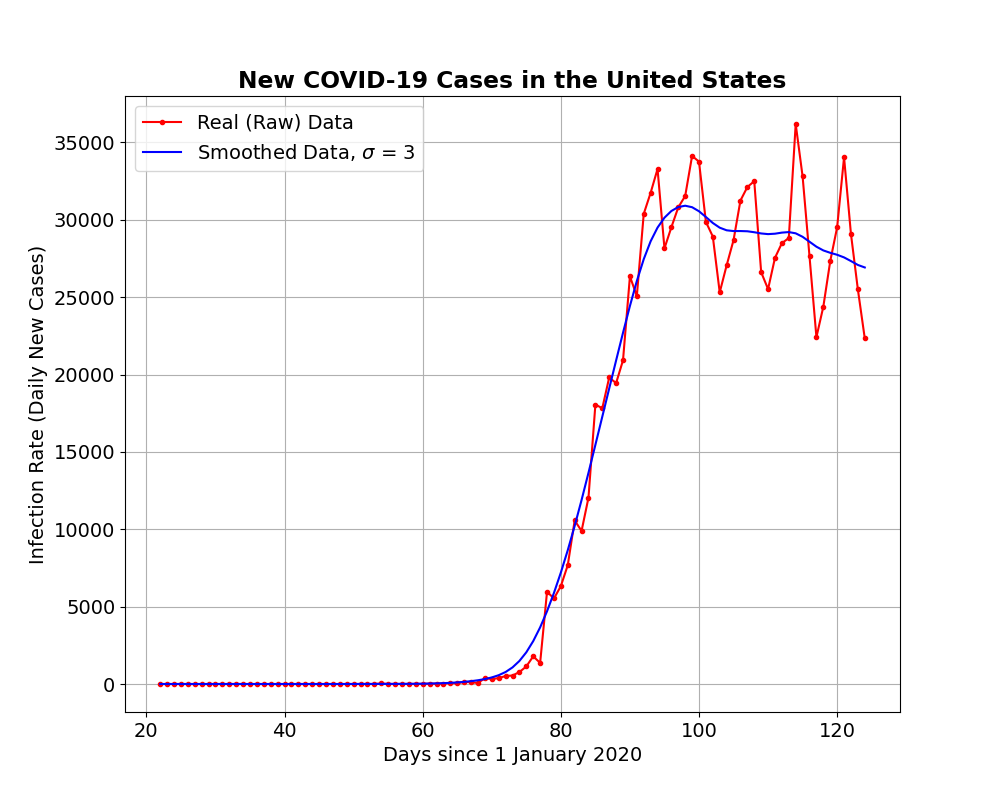 New COVID-19 Cases in the United States
Real (Raw) Data
Smoothed Data, σ = 3
Infection Rate (Daily New Cases)
35000
30000
25000
20000
15000
10000
5000
0
20 40 60 80 100 120
Days since 1 January 2020